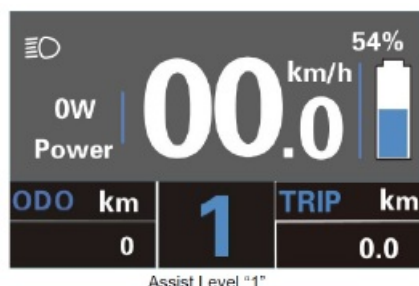 54%
km/h
00.0
0W
Power
ODO km
1
TRIP km
0
0.0
Assist Level "1"